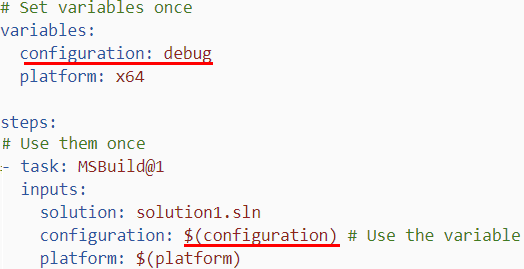 # Set variables once
variables:
  configuration: debug
  platform: x64

steps:
# Use them once
- task: MSBuild@1
  inputs:
    solution: solution1.sln
    configuration: $(configuration) # Use the variable
    platform: $(platform)